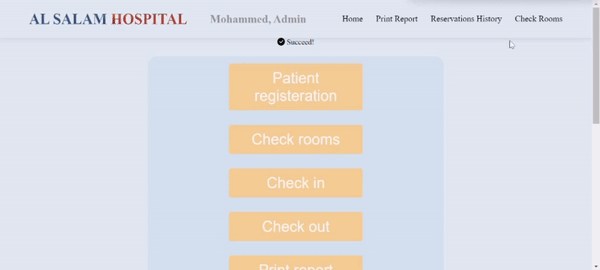 AL SALAM HOSPITAL Mohammed, Admin Home Print Report Reservations History Check Rooms
Succeed!
Patient
registeration
Check rooms
Check in
Check out
Print report